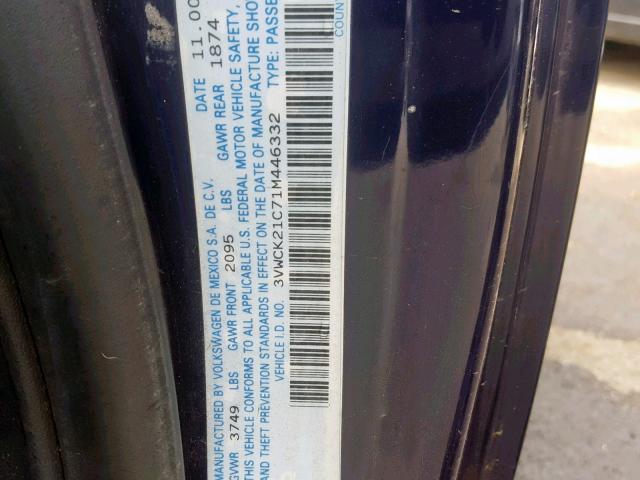 MANUFACTURED BY VOLKSWAGEN DE MEXICO S.A. DE C.V. DATE 11.00
GVWR 3749 LBS GAWR FRONT 2095 LBS GAWR REAR 1874
THIS VEHICLE CONFORMS TO ALL APPLICABLE U.S. FEDERAL MOTOR VEHICLE SAFETY,
AND THEFT PREVENTION STANDARDS IN EFFECT ON THE DATE OF MANUFACTURE SHO
VEHICLE I.D. NO. 3VWCK21C71M446332 TYPE: PASSE
COUNT